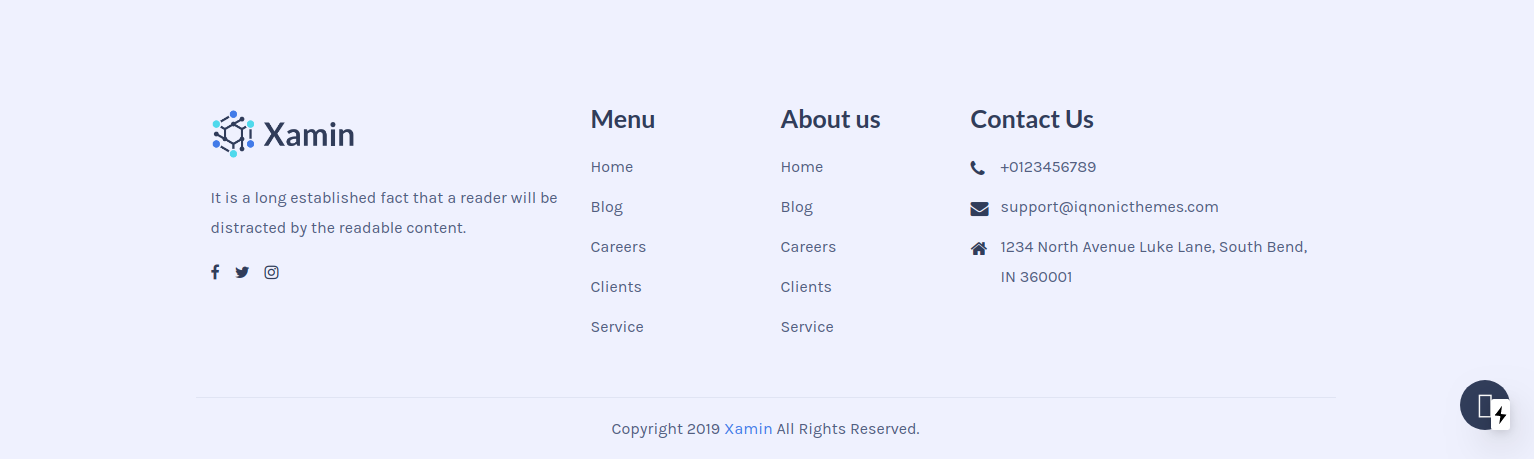 Xamin
It is a long established fact that a reader will be
distracted by the readable content.
Menu
Home
Blog
Careers
Clients
Service
About us
Home
Blog
Careers
Clients
Service
Contact Us
+0123456789
support@iqnonicthemes.com
1234 North Avenue Luke Lane, South Bend,
IN 360001
Copyright 2019 Xamin All Rights Reserved.